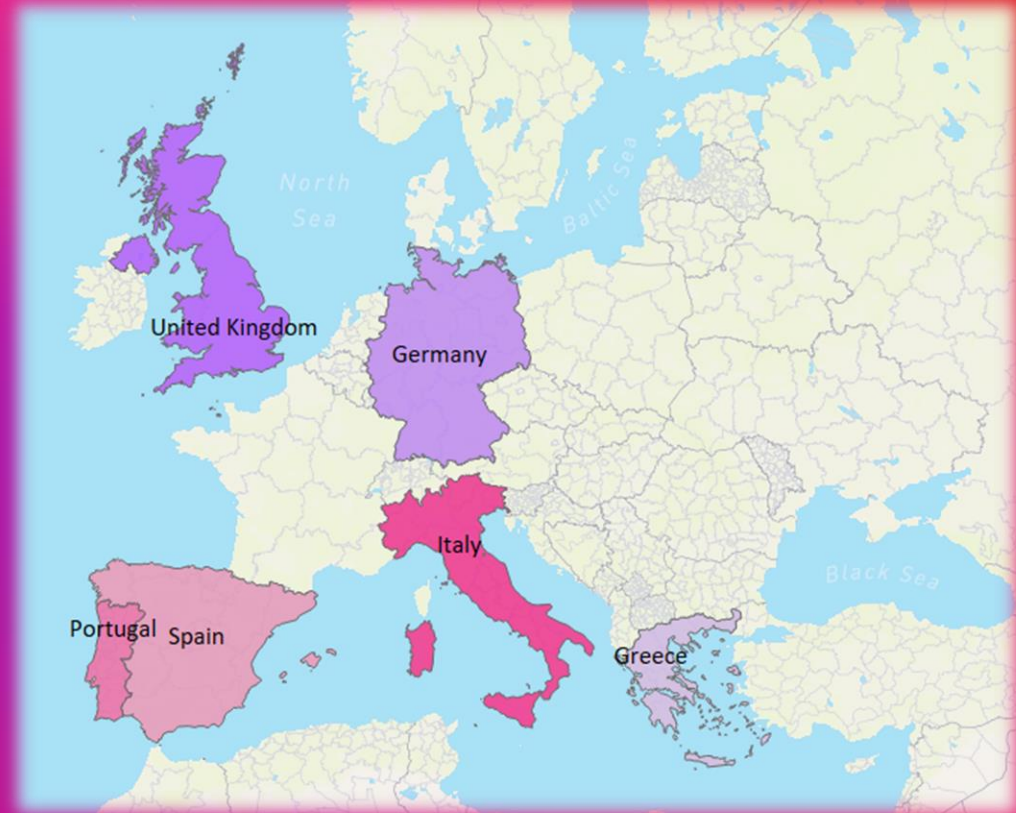 North
Sea
Baltic Sea
United Kingdom
Germany
Italy
Black Sea
Portugal
Spain
Greece